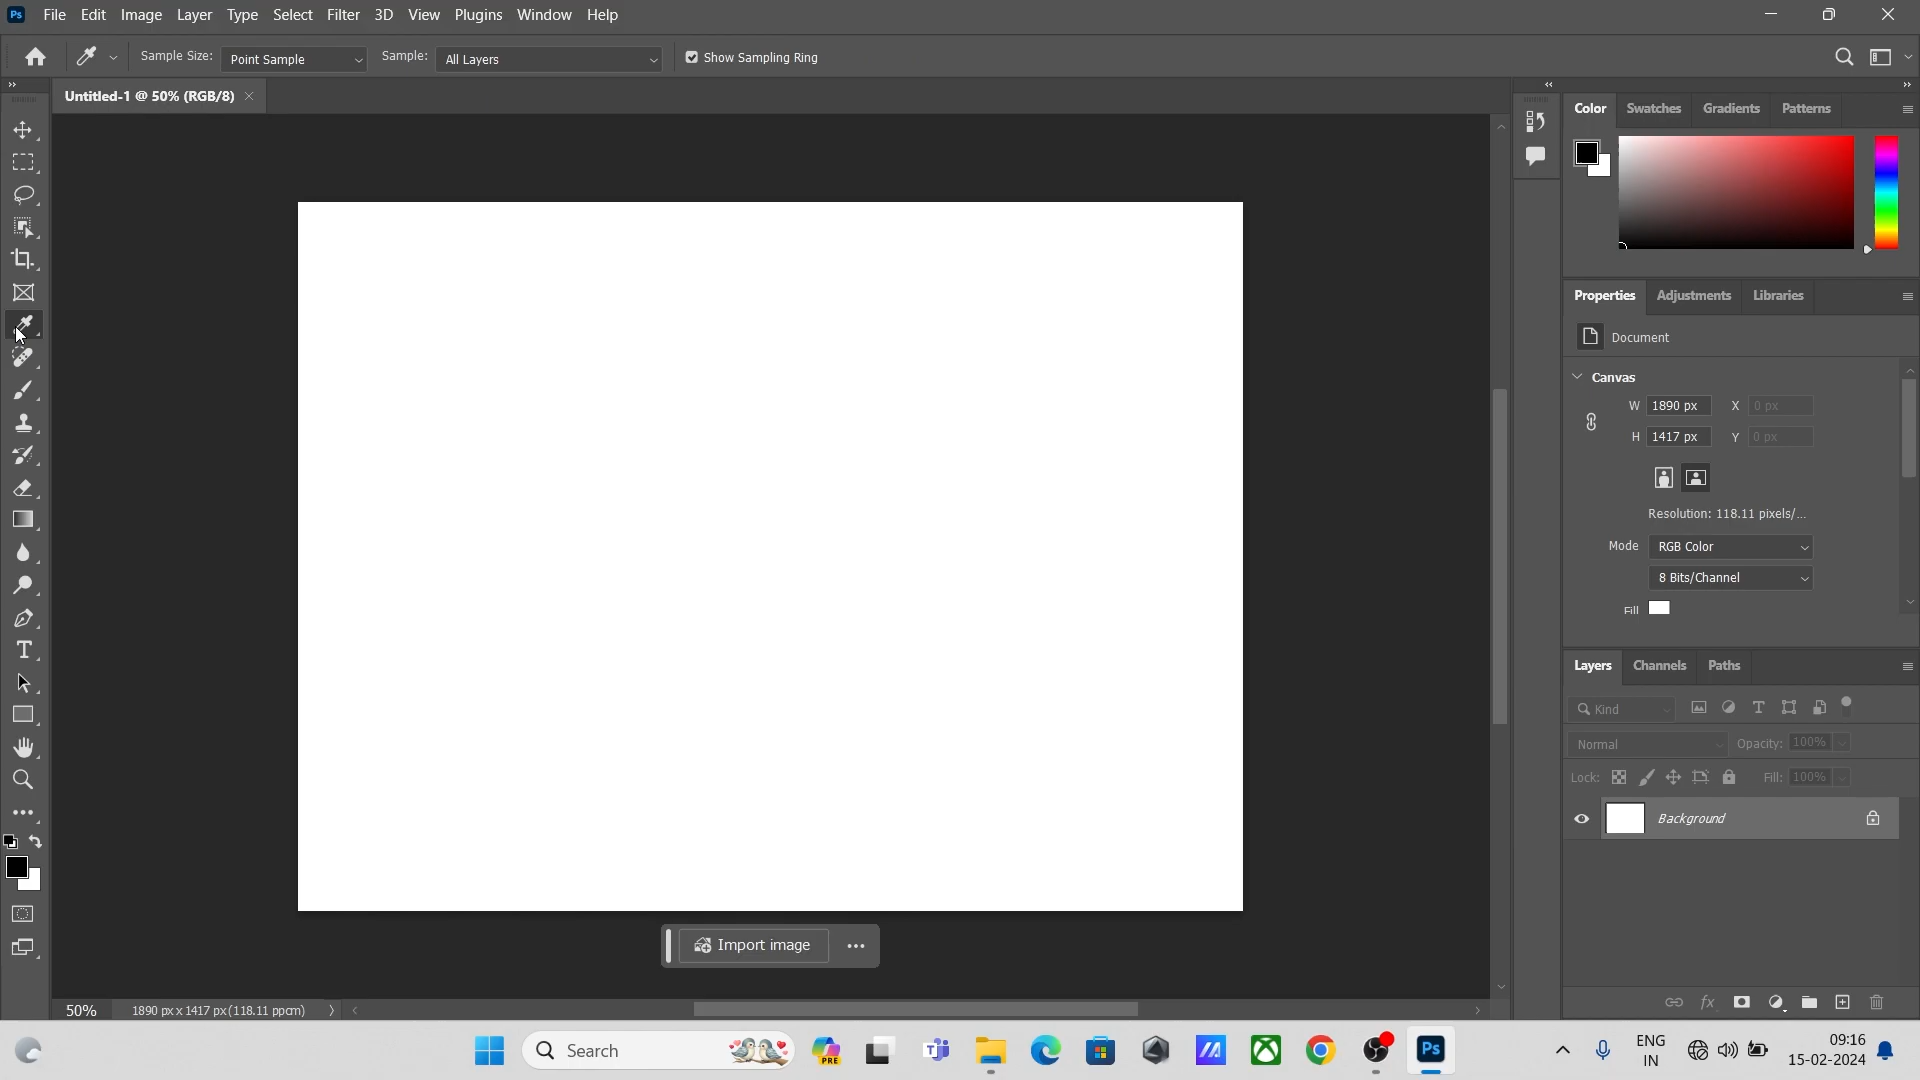 Ps File Edit Image Layer Type Select Filter 3D View Plugins Window Help
Sample Size: Point Sample Sample: All Layers Show Sampling Ring
Untitled-1 @ 50% (RGB/8)
Color Swatches Gradients Patterns
Properties Adjustments Libraries
Document
Canvas
W 1890 px X 0 px
H 1417 px Y 0 px
Resolution: 118.11 pixels/...
Mode RGB Color
8 Bits/Channel
Fill
Layers Channels Paths
Kind
Normal Opacity: 100%
Lock: Fill: 100%
Background
Import image
50% 1890 px x 1417 px (118.11 ppcm)
Search
PRE
Ps
ENG
IN
09:16
15-02-2024